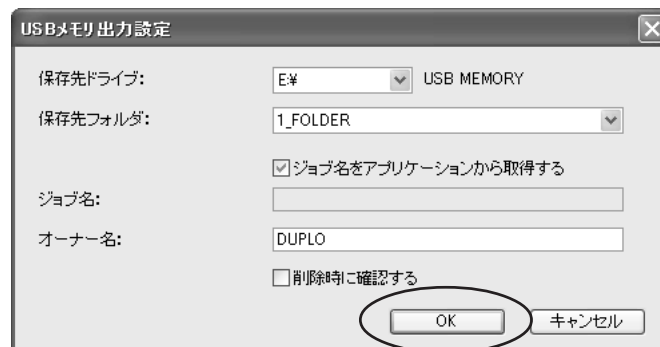 USBメモリ出力設定
保存先ドライブ: E:¥ USB MEMORY
保存先フォルダ: 1_FOLDER
ジョブ名をアプリケーションから取得する
ジョブ名:
オーナー名: DUPLO
削除時に確認する
OK キャンセル